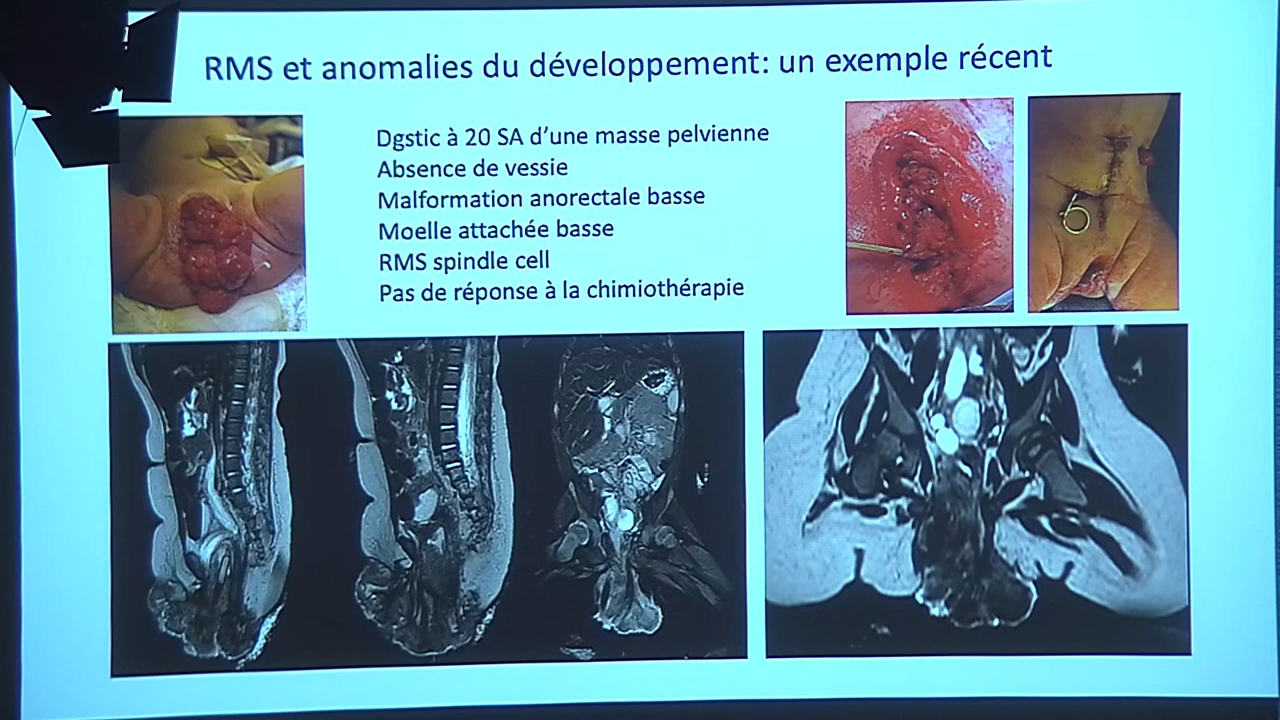 RMS et anomalies du développement: un exemple récent
Dgstic à 20 SA d'une masse pelvienne
Absence de vessie
Malformation anorectale basse
Moelle attachée basse
RMS spindle cell
Pas de réponse à la chimiothérapie